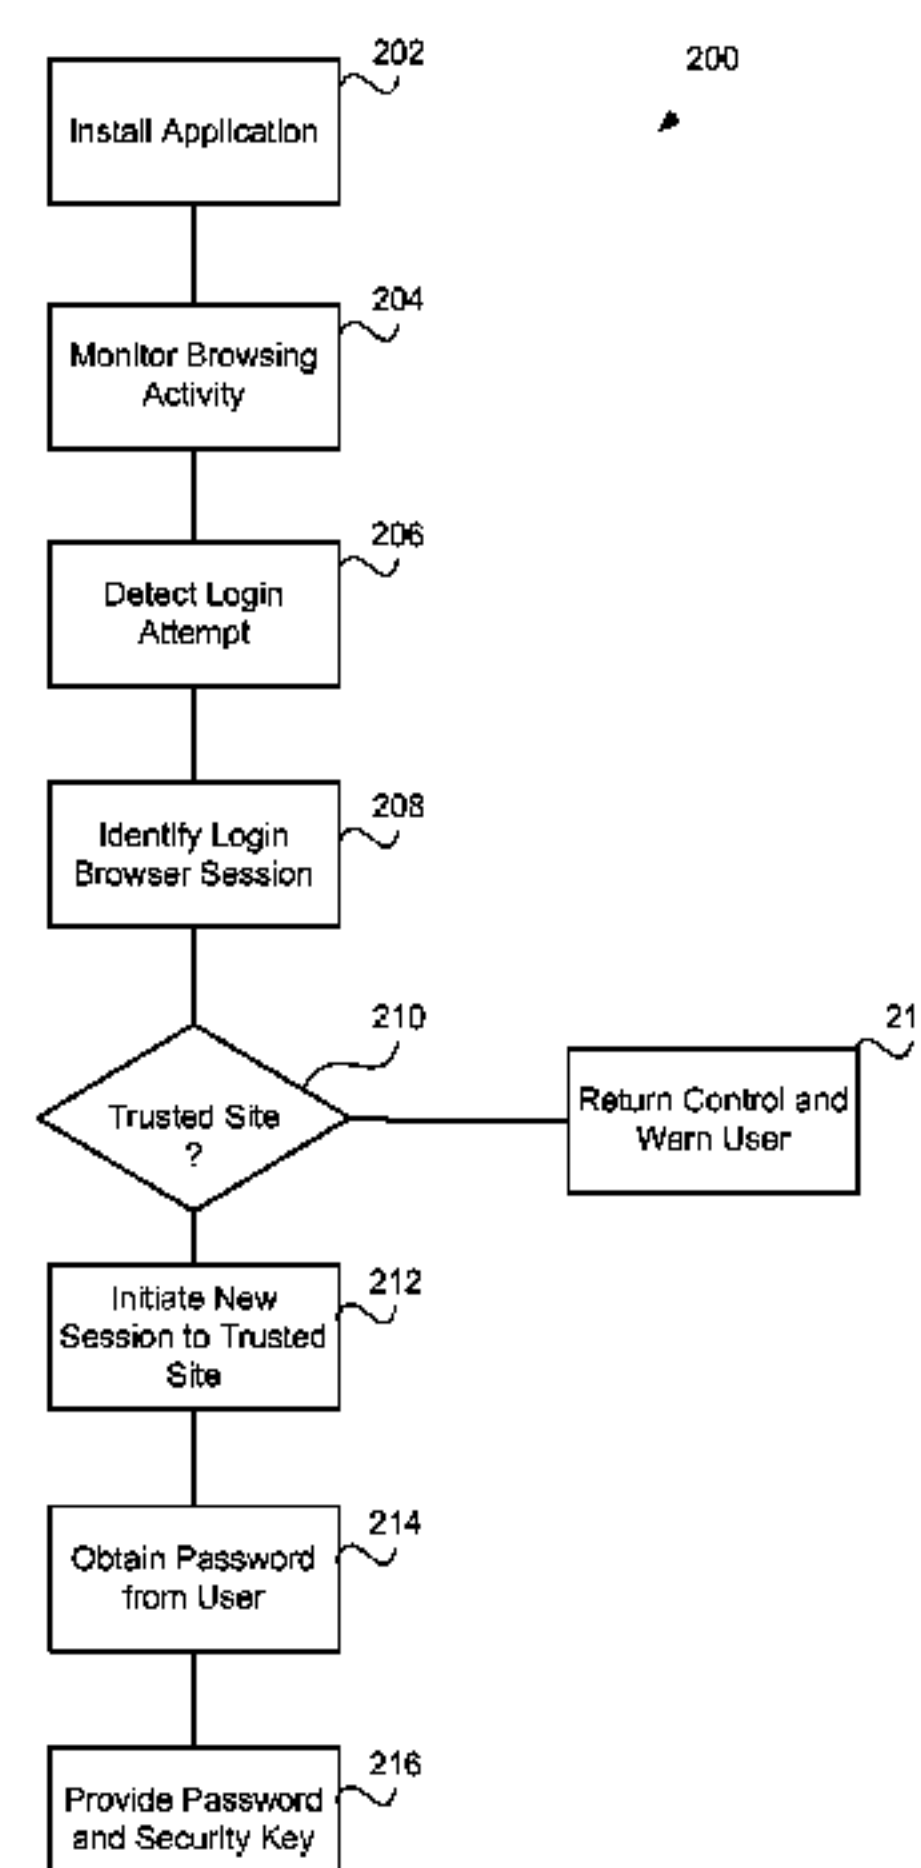 202
200
Install Application
204
Monitor Browsing
Activity
206
Detect Login
Attempt
208
Identify Login
Browser Session
210
21
Trusted Site
?
Return Control and
Warn User
212
Initiate New
Session to Trusted
Site
214
Obtain Password
from User
216
Provide Password
and Security Key